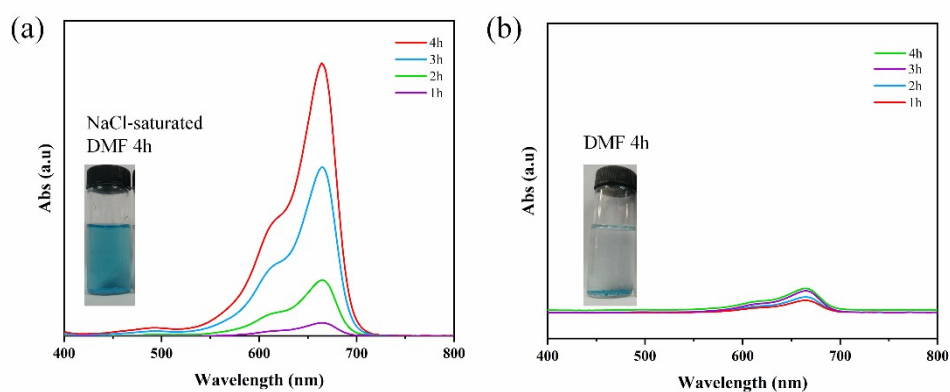 (a)
4h
3h
2h
1h
NaCl-saturated
DMF 4h
Abs (a.u)
400 500 600 700 800
Wavelength (nm)
(b)
4h
3h
2h
1h
DMF 4h
Abs (a.u)
400 500 600 700 800
Wavelength (nm)